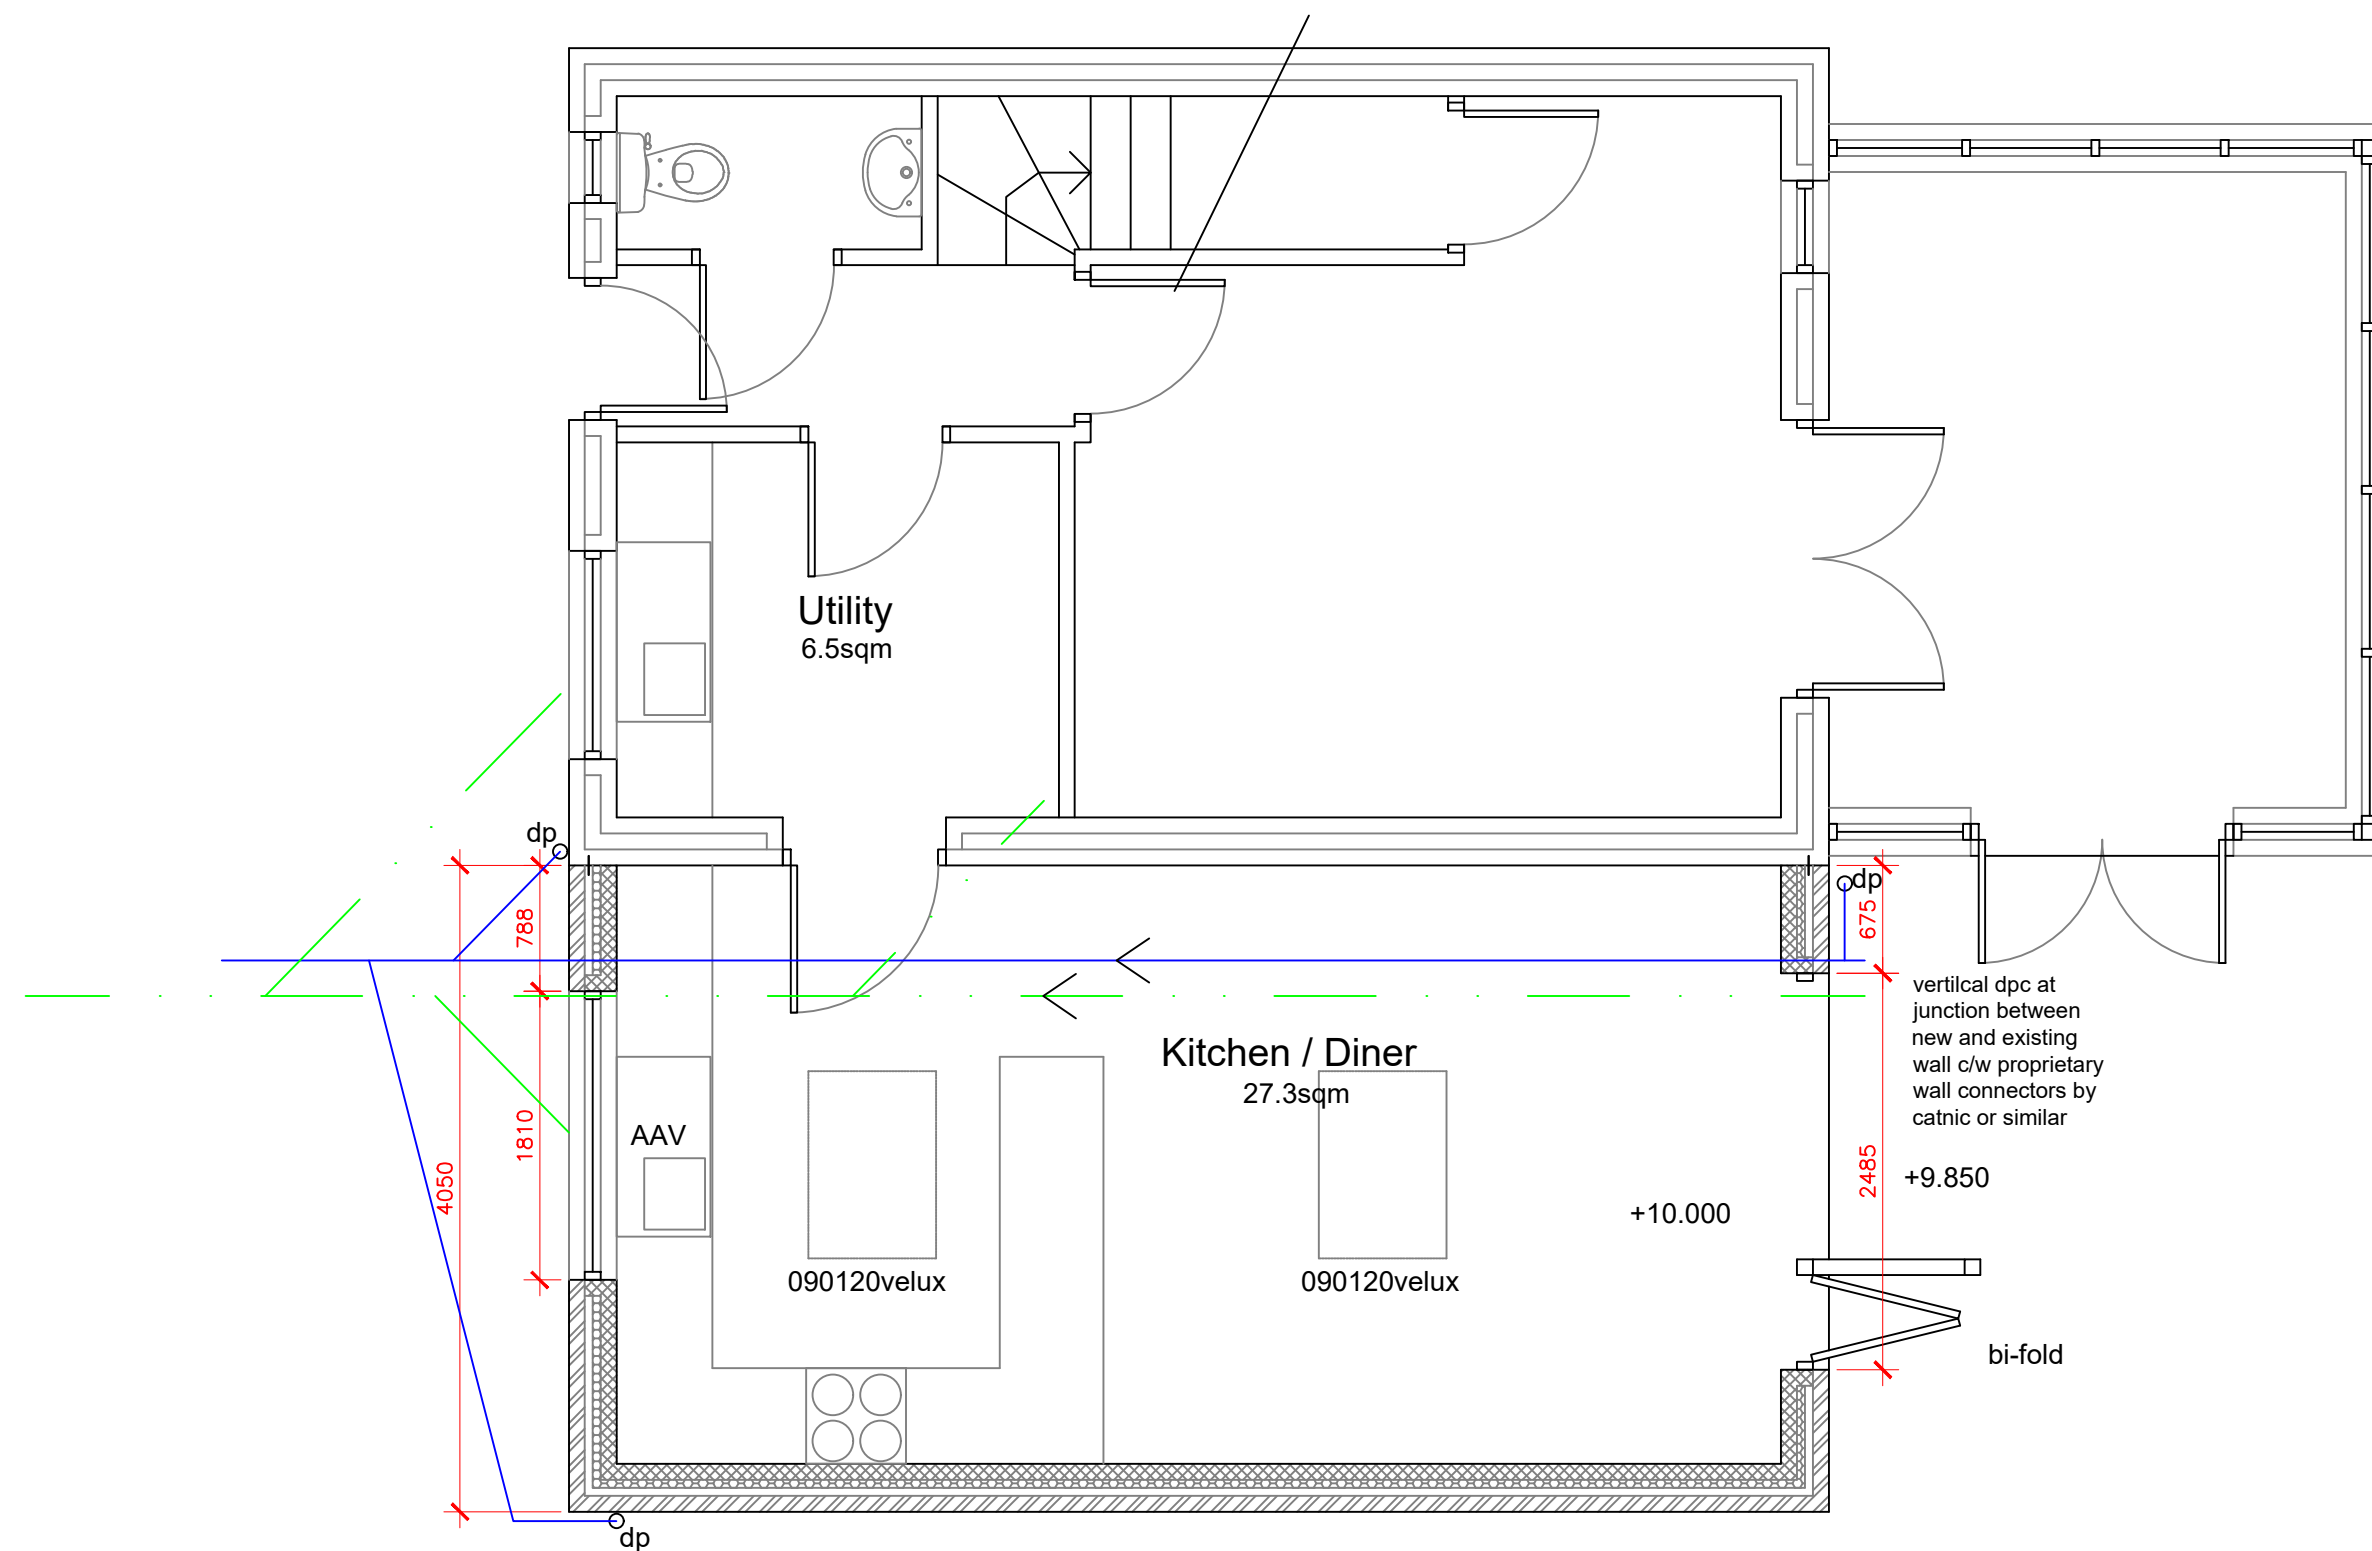 Utility
6.5sqm
dp
dp
788
675
vertilcal dpc at
junction between
new and existing
wall c/w proprietary
wall connectors by
catnic or similar
Kitchen / Diner
27.3sqm
AAV
1810
4050
2485
+9.850
+10.000
090120velux
090120velux
bi-fold
dp